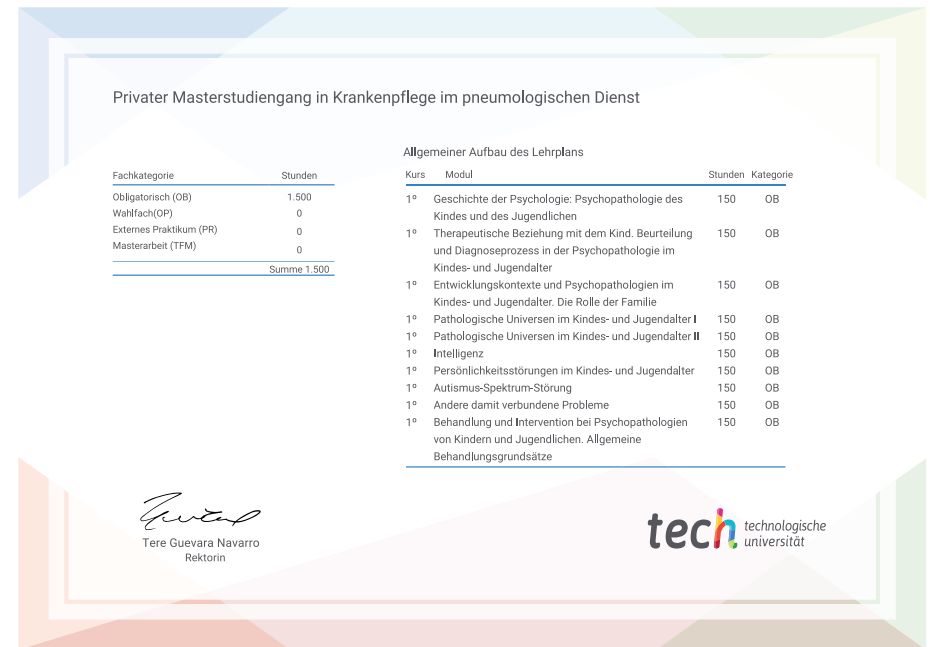 Privater Masterstudiengang in Krankenpflege im pneumologischen Dienst
Fachkategorie Stunden
Obligatorisch (OB) 1.500
Wahlfach(OP) 0
Externes Praktikum (PR) 0
Masterarbeit (TFM) 0
Summe 1.500
Allgemeiner Aufbau des Lehrplans
Kurs Modul Stunden Kategorie
1º Geschichte der Psychologie: Psychopathologie des 150 OB
Kindes und des Jugendlichen
1º Therapeutische Beziehung mit dem Kind. Beurteilung 150 OB
und Diagnoseprozess in der Psychopathologie im
Kindes- und Jugendalter
1º Entwicklungskontexte und Psychopathologien im 150 OB
Kindes- und Jugendalter. Die Rolle der Familie
1º Pathologische Universen im Kindes- und Jugendalter I 150 OB
1º Pathologische Universen im Kindes- und Jugendalter II 150 OB
1º Intelligenz 150 OB
1º Persönlichkeitsstörungen im Kindes- und Jugendalter 150 OB
1º Autismus-Spektrum-Störung 150 OB
1º Andere damit verbundene Probleme 150 OB
1º Behandlung und Intervention bei Psychopathologien 150 OB
von Kindern und Jugendlichen. Allgemeine
Behandlungsgrundsätze
Tere Guevara Navarro
Rektorin
tech technologische
universität